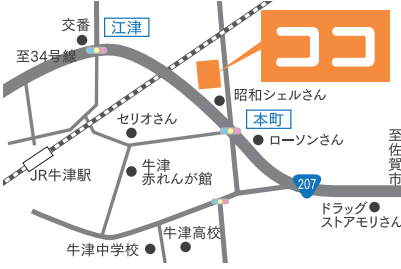 交番
江津
ココ
至34号線
昭和シェルさん
セリオさん
本町
ローソンさん
至佐賀市
JR牛津駅
牛津
赤れんが館
207
ドラッグ
ストアモリさん
牛津高校
牛津中学校